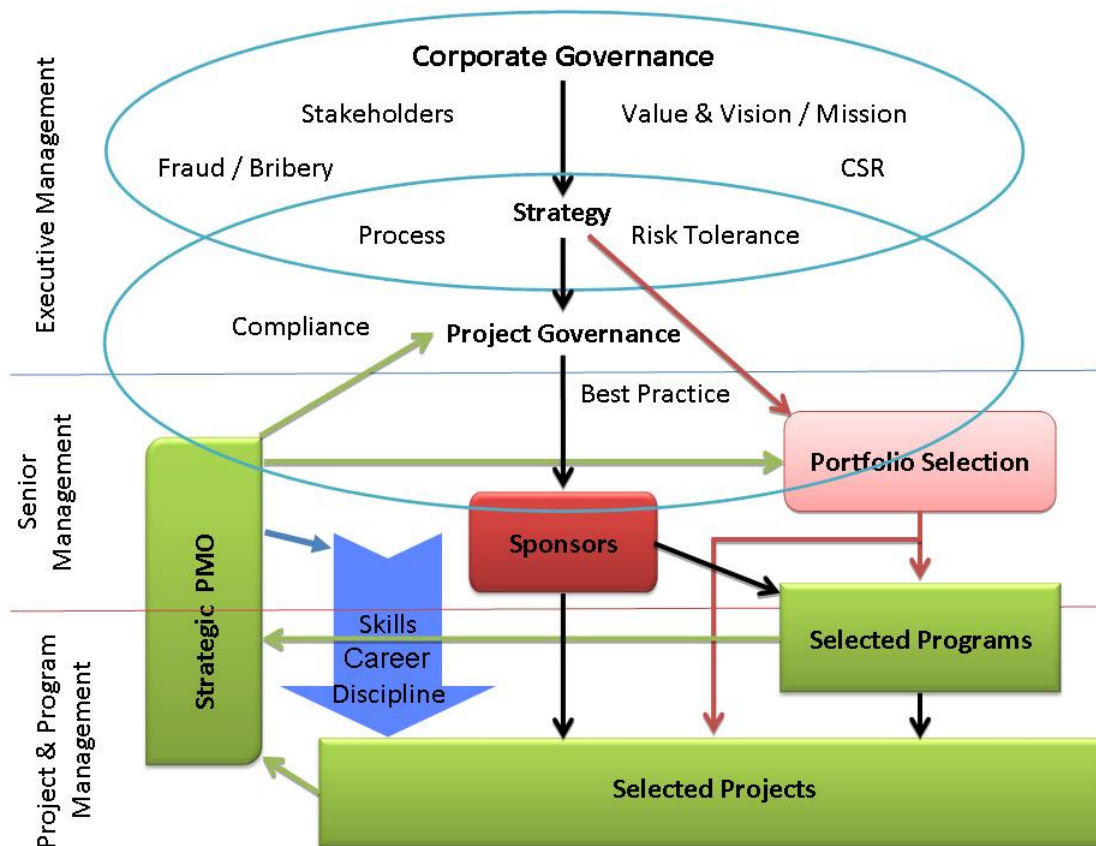 Corporate Governance
Stakeholders
Value & Vision / Mission
Fraud / Bribery
CSR
Strategy
Process
Risk Tolerance
Compliance
Project Governance
Best Practice
Portfolio Selection
Sponsors
Strategic PMO
Skills
Career
Discipline
Selected Programs
Selected Projects
Executive Management
Senior
Management
Project & Program
Management